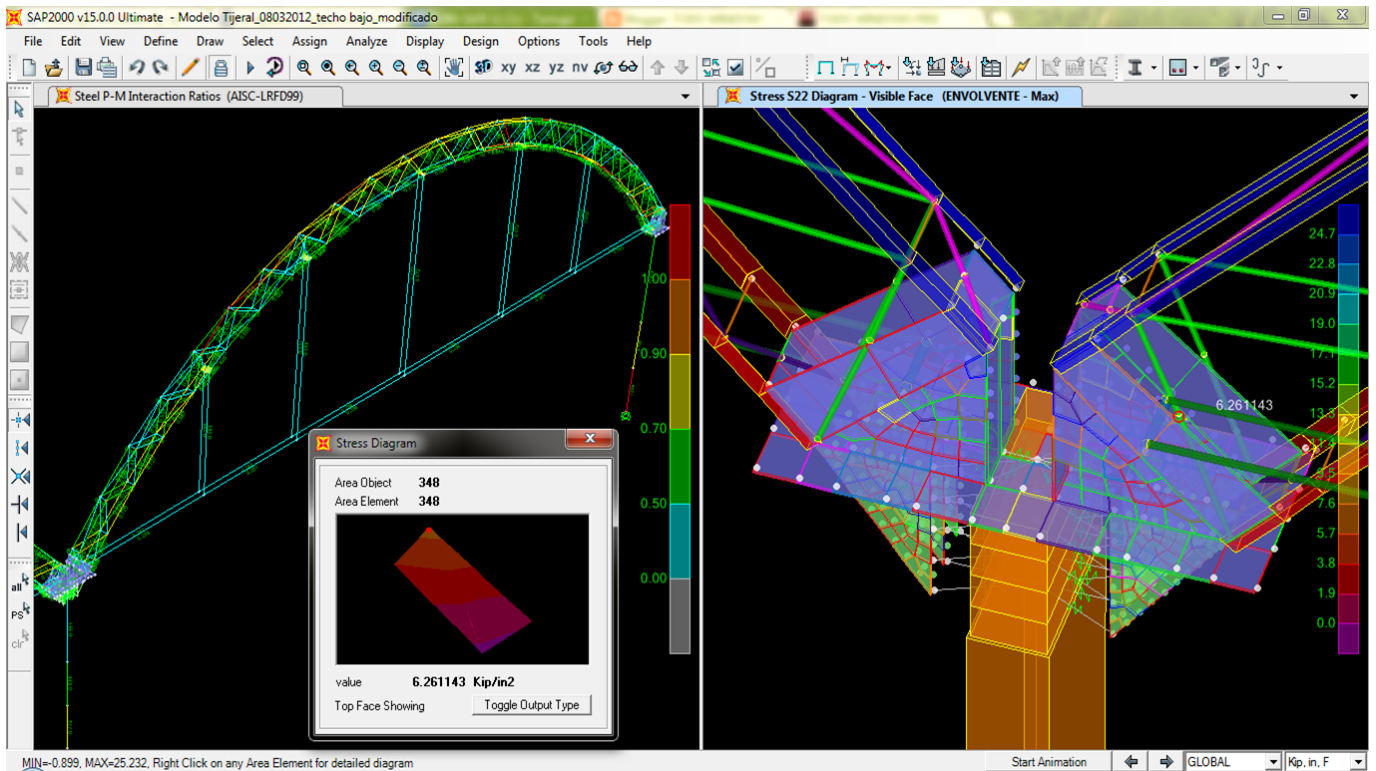 SAP2000 v15.0.0 Ultimate - Modelo Tijeral_08032012_techo bajo_modificado
File Edit View Define Draw Select Assign Analyze Display Design Options Tools Help
xy xz yz nv
Steel P-M Interaction Ratios (AISC-LRFD99)
Stress S22 Diagram - Visible Face (ENVOLVENTE - Max)
all
PS
clr
1.00
0.90
0.70
0.50
0.00
24.7
22.8
20.9
19.0
17.1
15.2
13.3
9.5
7.6
5.7
3.8
1.9
0.0
6.261143
Stress Diagram
Area Object 348
Area Element 348
value 6.261143 Kip/in2
Top Face Showing Toggle Output Type
MIN=-0.899, MAX=25.232, Right Click on any Area Element for detailed diagram
Start Animation GLOBAL Kip, in, F